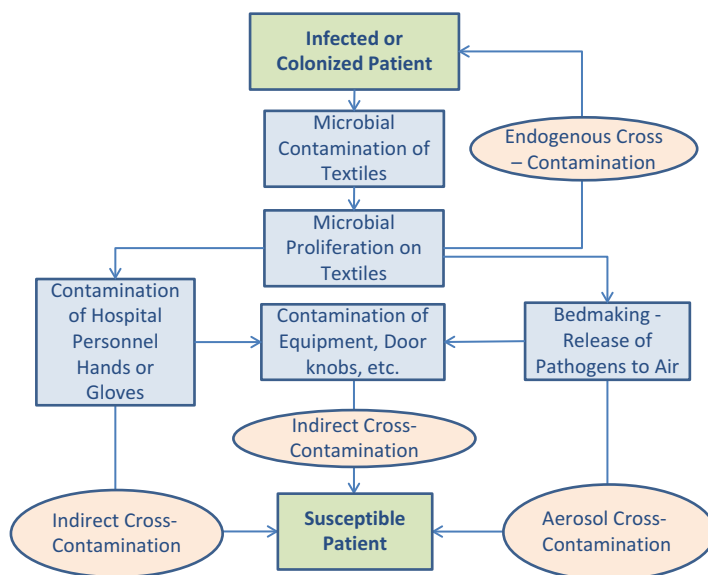 Infected or
Colonized Patient
Microbial
Contamination of
Textiles
Endogenous Cross
– Contamination
Microbial
Proliferation on
Textiles
Contamination
of Hospital
Personnel
Hands or
Gloves
Contamination of
Equipment, Door
knobs, etc.
Bedmaking -
Release of
Pathogens to Air
Indirect Cross-
Contamination
Indirect Cross-
Contamination
Susceptible
Patient
Aerosol Cross-
Contamination